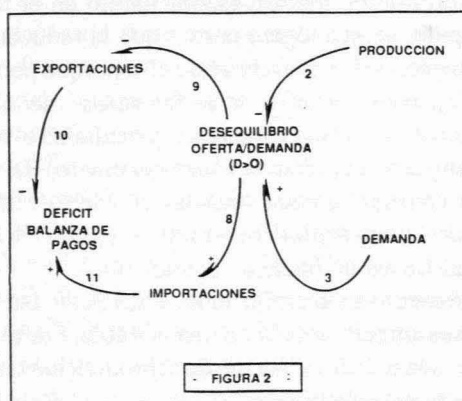 PRODUCCION
EXPORTACIONES
9
2
-
10
DESEQUILIBRIO
OFERTA/DEMANDA
(D>O)
-
+
DEFICIT
BALANZA DE
PAGOS
8
DEMANDA
+
11
IMPORTACIONES
3
FIGURA 2